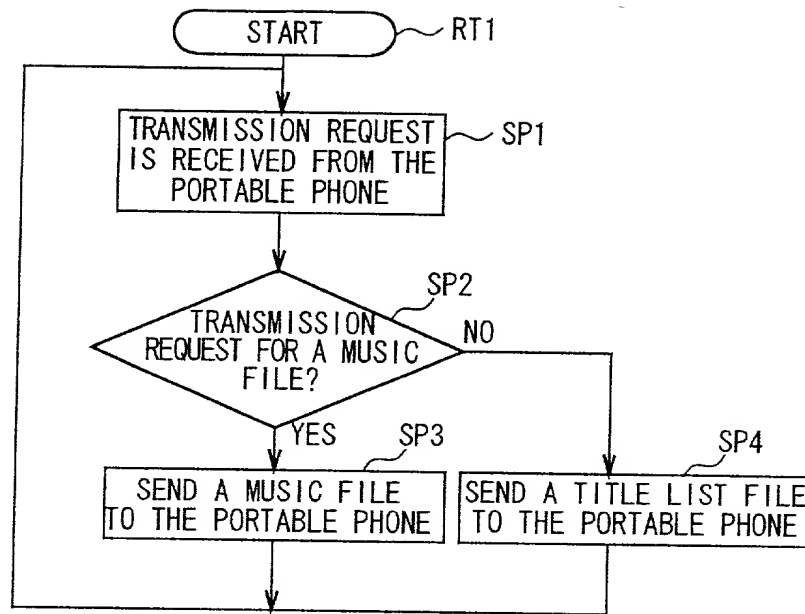 START
RT1
TRANSMISSION REQUEST
IS RECEIVED FROM THE
PORTABLE PHONE
SP1
SP2
TRANSMISSION
REQUEST FOR A MUSIC
FILE?
NO
YES
SP3
SEND A MUSIC FILE
TO THE PORTABLE PHONE
SP4
SEND A TITLE LIST FILE
TO THE PORTABLE PHONE